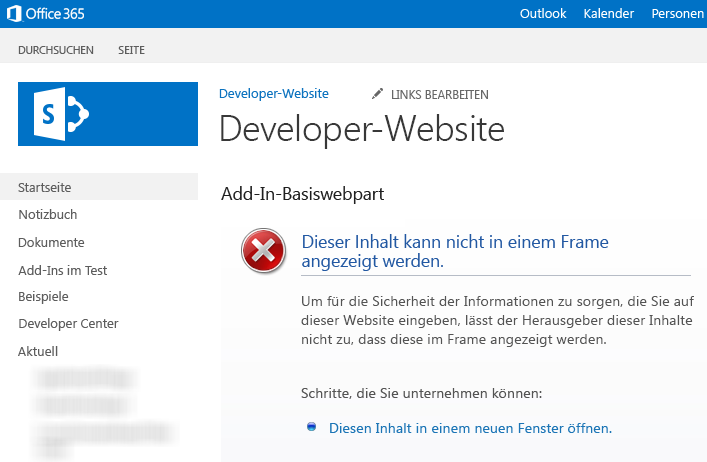 Office 365
Outlook Kalender Personen
DURCHSUCHEN SEITE
S
Developer-Website LINKS BEARBEITEN
Developer-Website
Add-In-Basiswebpart
Startseite
Notizbuch
Dokumente
Add-Ins im Test
Beispiele
Developer Center
Aktuell
Dieser Inhalt kann nicht in einem Frame
angezeigt werden.
Um für die Sicherheit der Informationen zu sorgen, die Sie auf
dieser Website eingeben, lässt der Herausgeber dieser Inhalte
nicht zu, dass diese im Frame angezeigt werden.
Schritte, die Sie unternehmen können:
Diesen Inhalt in einem neuen Fenster öffnen.